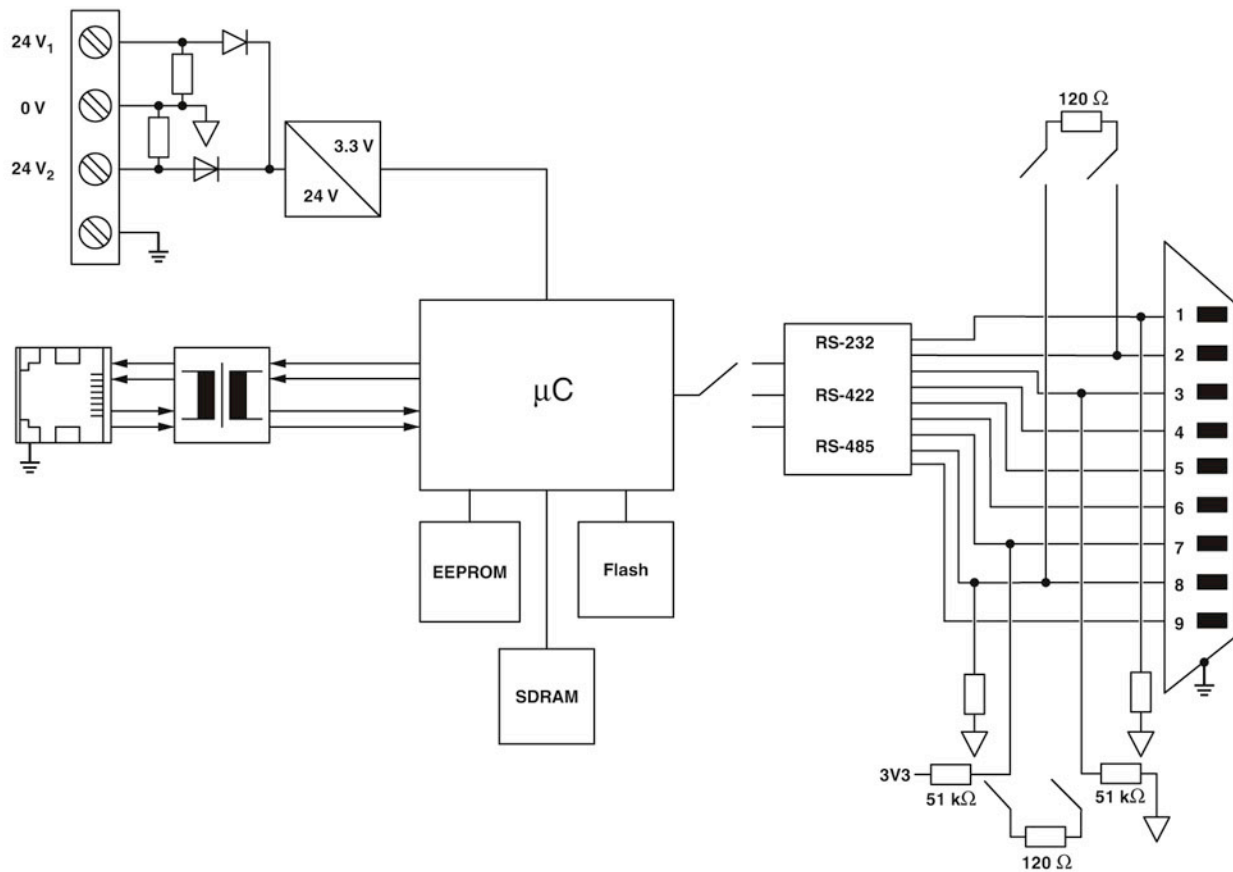 24 V₁
0 V
24 V₂
3.3 V
24 V
120 Ω
μC
EEPROM
Flash
SDRAM
RS-232
RS-422
RS-485
1
2
3
4
5
6
7
8
9
3V3
51 kΩ
51 kΩ
120 Ω